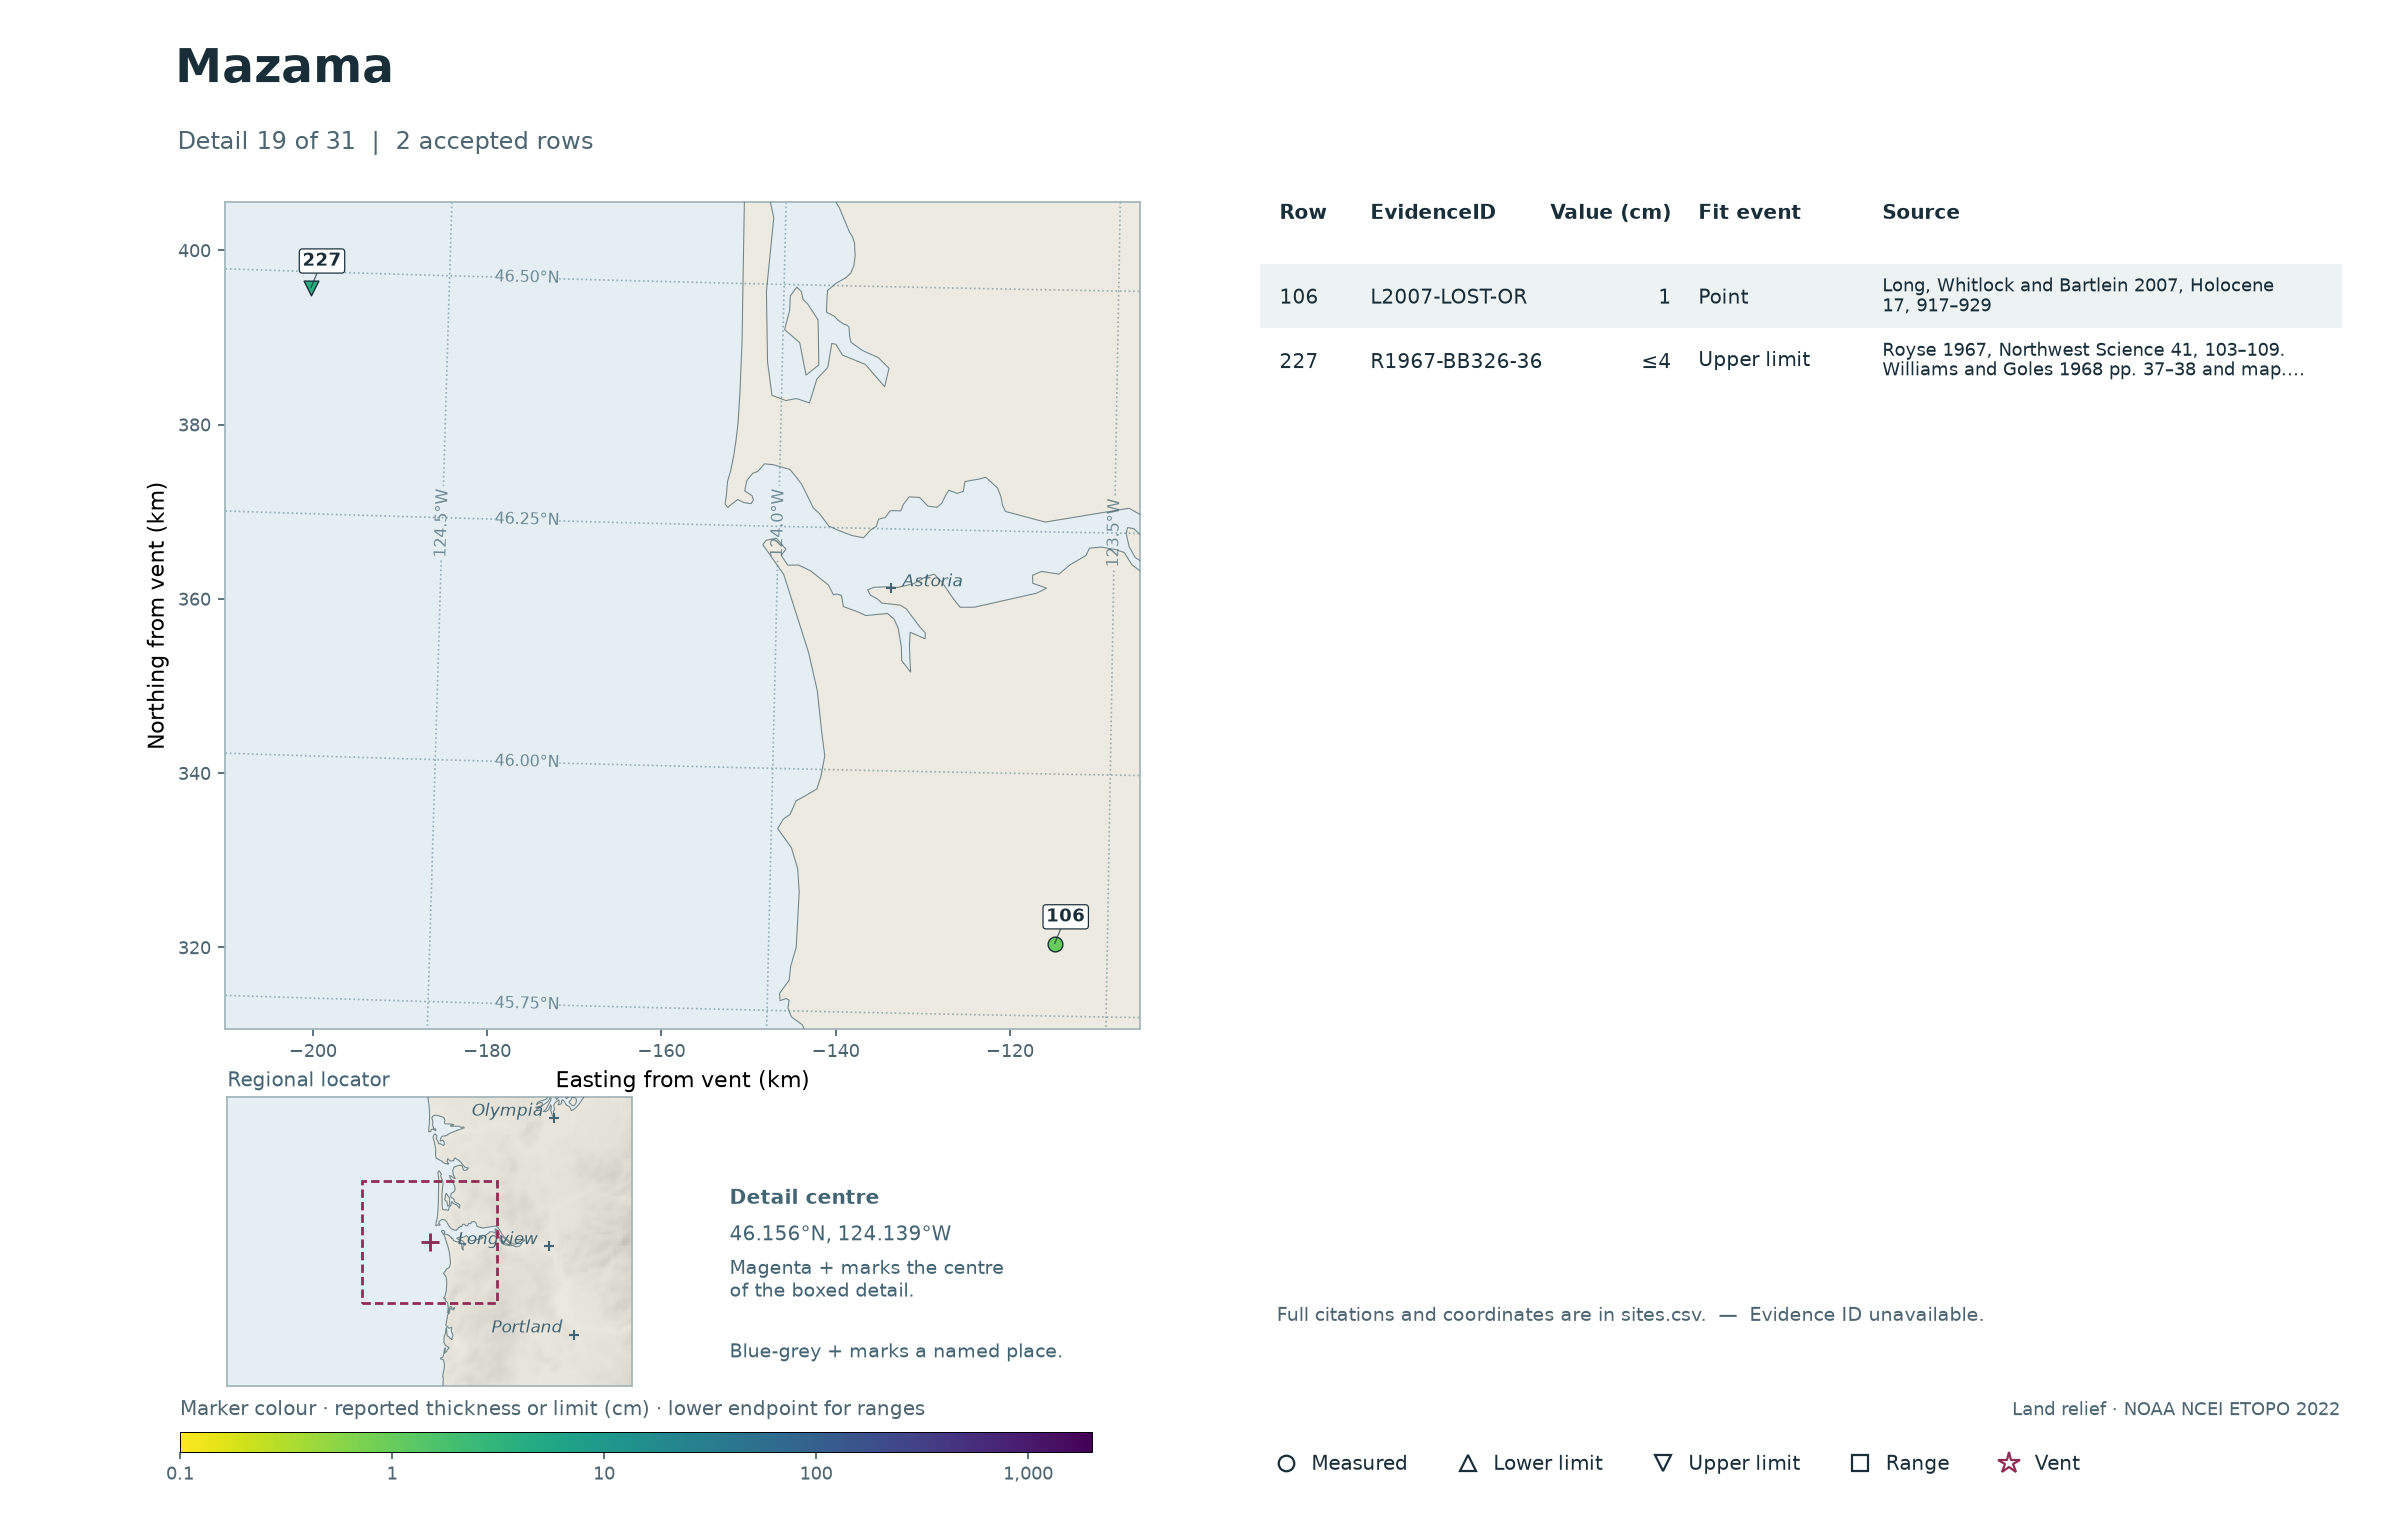 Mazama
Detail 19 of 31 | 2 accepted rows
Row EvidenceID Value (cm) Fit event Source
106 L2007-LOST-OR 1 Point Long, Whitlock and Bartlein 2007, Holocene
17, 917–929
227 R1967-BB326-36 ≤4 Upper limit Royse 1967, Northwest Science 41, 103–109.
Williams and Goles 1968 pp. 37–38 and map.…
Northing from vent (km)
400
380
360
340
320
227
46.50°N
46.25°N
124.5°W
124.0°W
123.5°W
Astoria
46.00°N
106
45.75°N
−200 −180 −160 −140 −120
Easting from vent (km)
Regional locator
Olympia
Longview
Portland
Detail centre
46.156°N, 124.139°W
Magenta + marks the centre
of the boxed detail.
Blue-grey + marks a named place.
Full citations and coordinates are in sites.csv. — Evidence ID unavailable.
Marker colour · reported thickness or limit (cm) · lower endpoint for ranges
0.1 1 10 100 1,000
Land relief · NOAA NCEI ETOPO 2022
Measured Lower limit Upper limit Range Vent